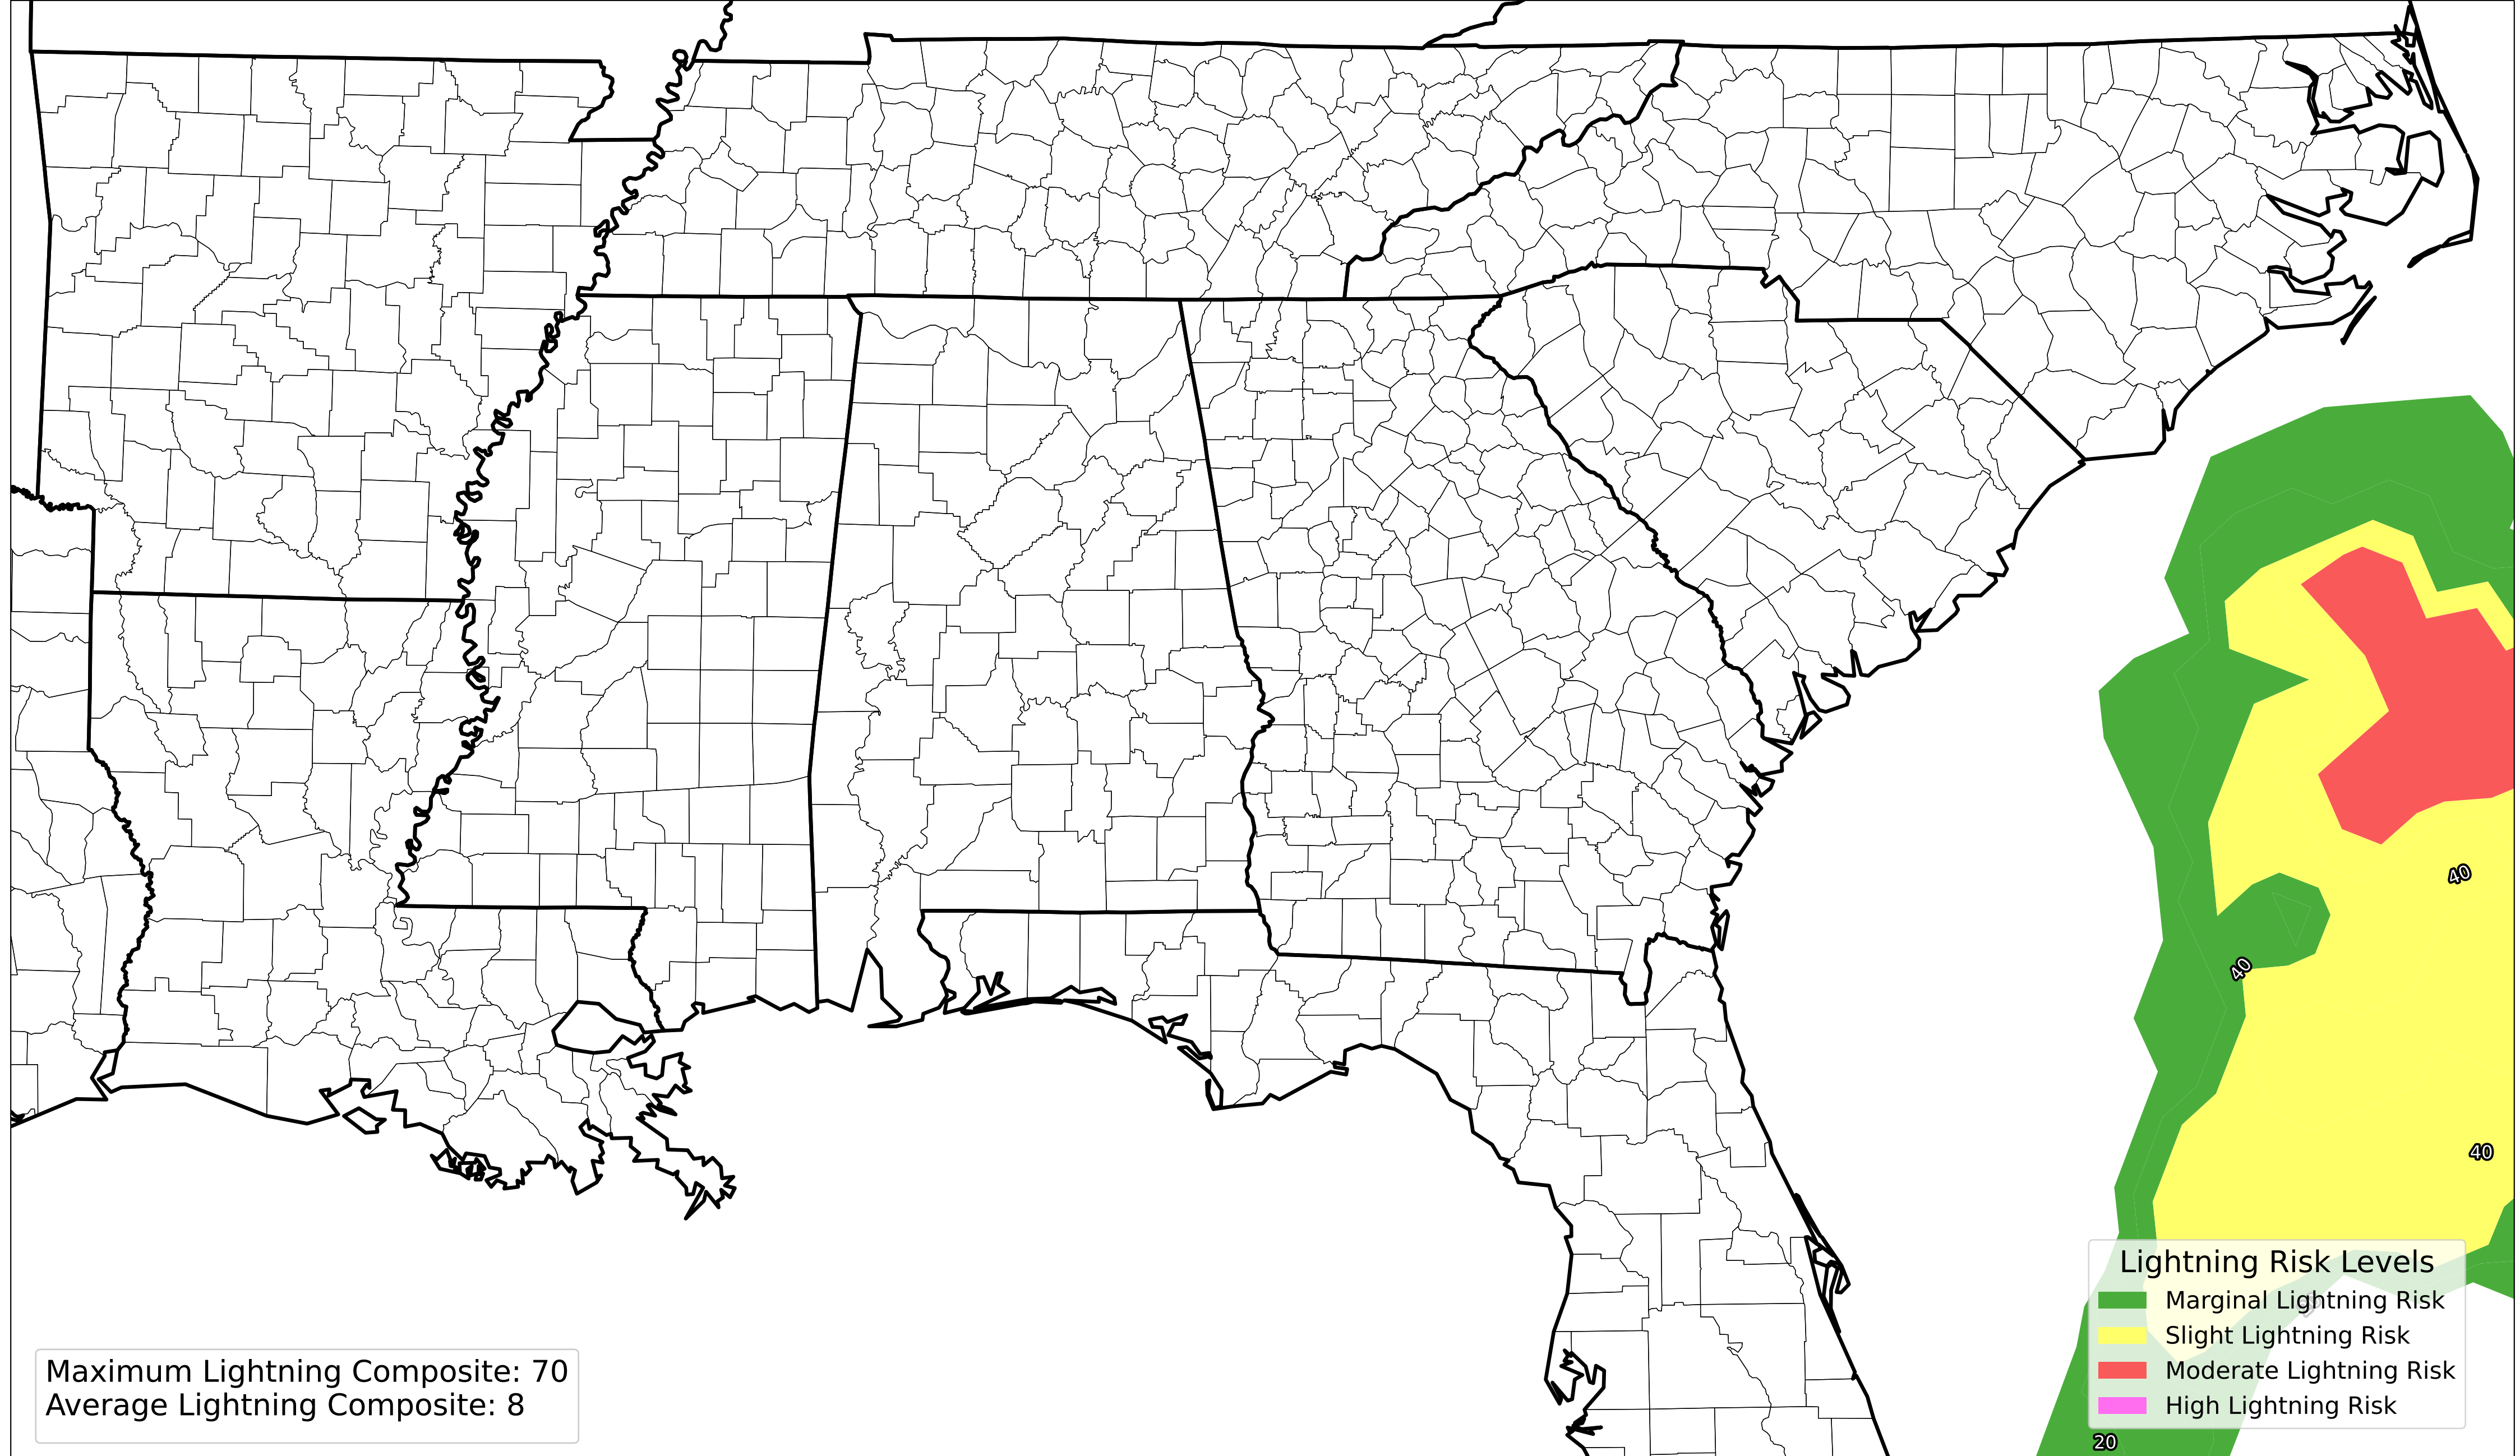 40
40
40
Lightning Risk Levels
Marginal Lightning Risk
Slight Lightning Risk
Moderate Lightning Risk
High Lightning Risk
Maximum Lightning Composite: 70
Average Lightning Composite: 8
20